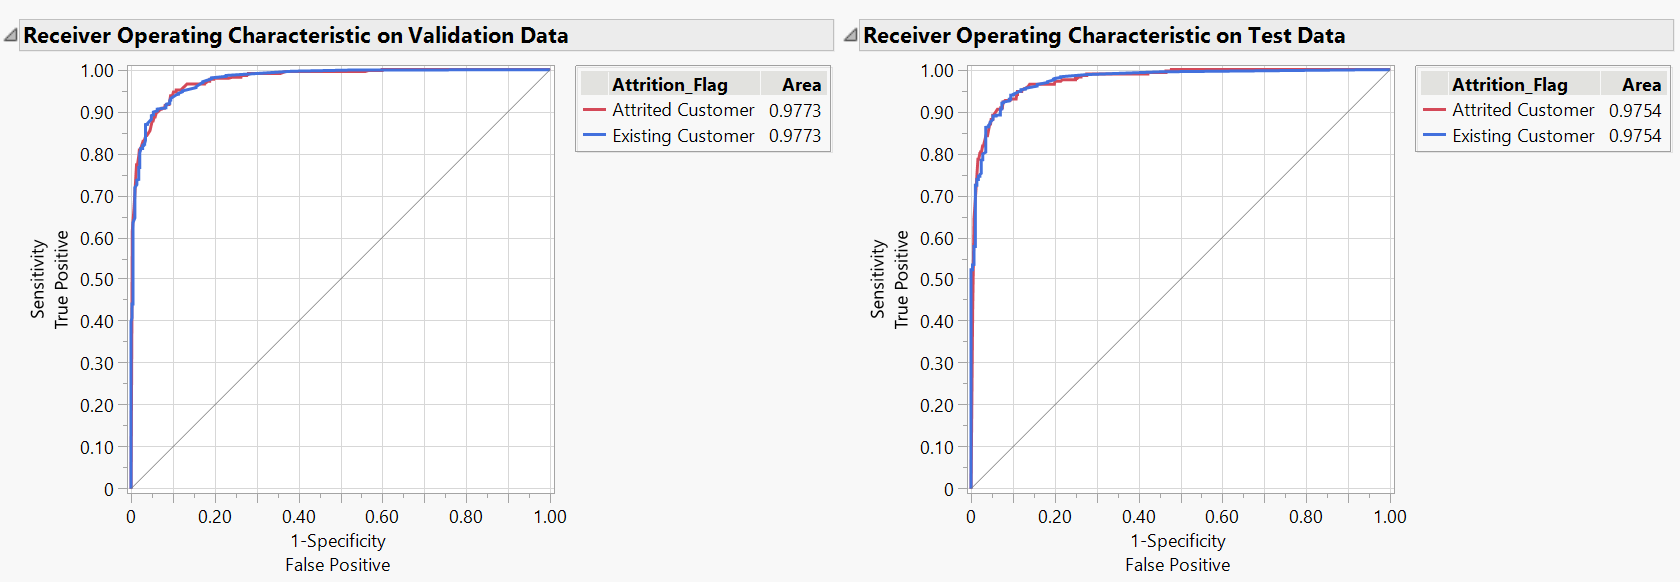 Receiver Operating Characteristic on Validation Data
1.00
0.90
0.80
0.70
0.60
0.50
0.40
0.30
0.20
0.10
0
Sensitivity
True Positive
0 0.20 0.40 0.60 0.80 1.00
1-Specificity
False Positive
Attrition_Flag Area
Attrited Customer 0.9773
Existing Customer 0.9773
Receiver Operating Characteristic on Test Data
1.00
0.90
0.80
0.70
0.60
0.50
0.40
0.30
0.20
0.10
0
Sensitivity
True Positive
0 0.20 0.40 0.60 0.80 1.00
1-Specificity
False Positive
Attrition_Flag Area
Attrited Customer 0.9754
Existing Customer 0.9754